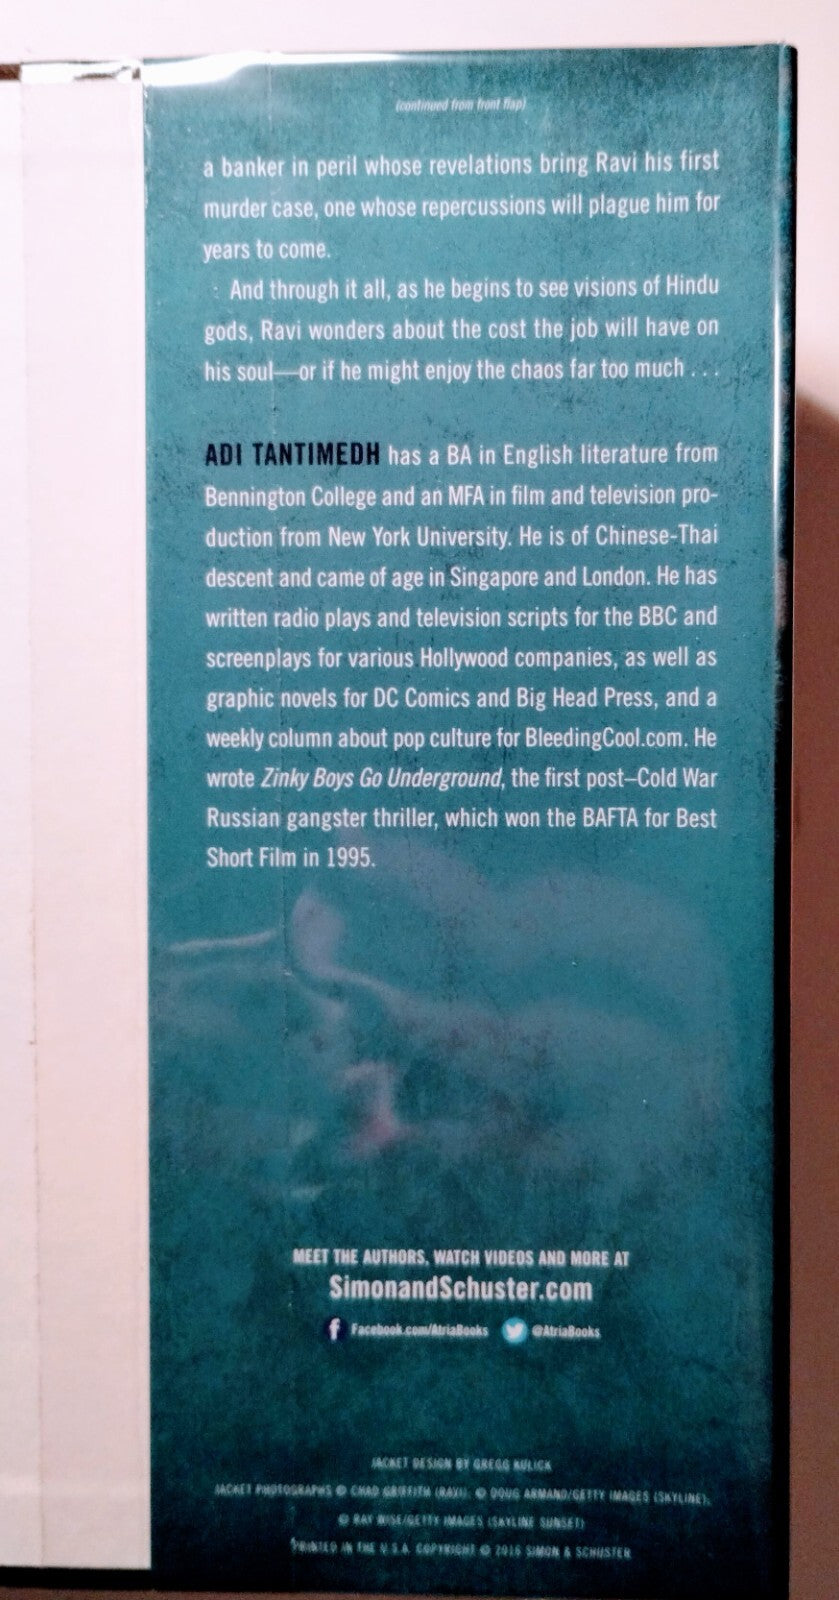 (continued from front flap)
a banker in peril whose revelations bring Ravi his first
murder case, one whose repercussions will plague him for
years to come.
And through it all, as he begins to see visions of Hindu
gods, Ravi wonders about the cost the job will have on
his soul—or if he might enjoy the chaos far too much . . .
ADI TANTIMEDH has a BA in English literature from
Bennington College and an MFA in film and television pro-
duction from New York University. He is of Chinese-Thai
descent and came of age in Singapore and London. He has
written radio plays and television scripts for the BBC and
screenplays for various Hollywood companies, as well as
graphic novels for DC Comics and Big Head Press, and a
weekly column about pop culture for BleedingCool.com. He
wrote Zinky Boys Go Underground, the first post–Cold War
Russian gangster thriller, which won the BAFTA for Best
Short Film in 1995.
MEET THE AUTHORS, WATCH VIDEOS AND MORE AT
SimonandSchuster.com
f Facebook.com/AtriaBooks @AtriaBooks
JACKET DESIGN BY GREGG KULICK
JACKET PHOTOGRAPHS © CHAD GRIFFITH (RAVI); © DOUG ARMAND/GETTY IMAGES (SKYLINE);
© RAY WISE/GETTY IMAGES (SKYLINE SUNSET)
PRINTED IN THE U.S.A. COPYRIGHT © 2016 SIMON & SCHUSTER